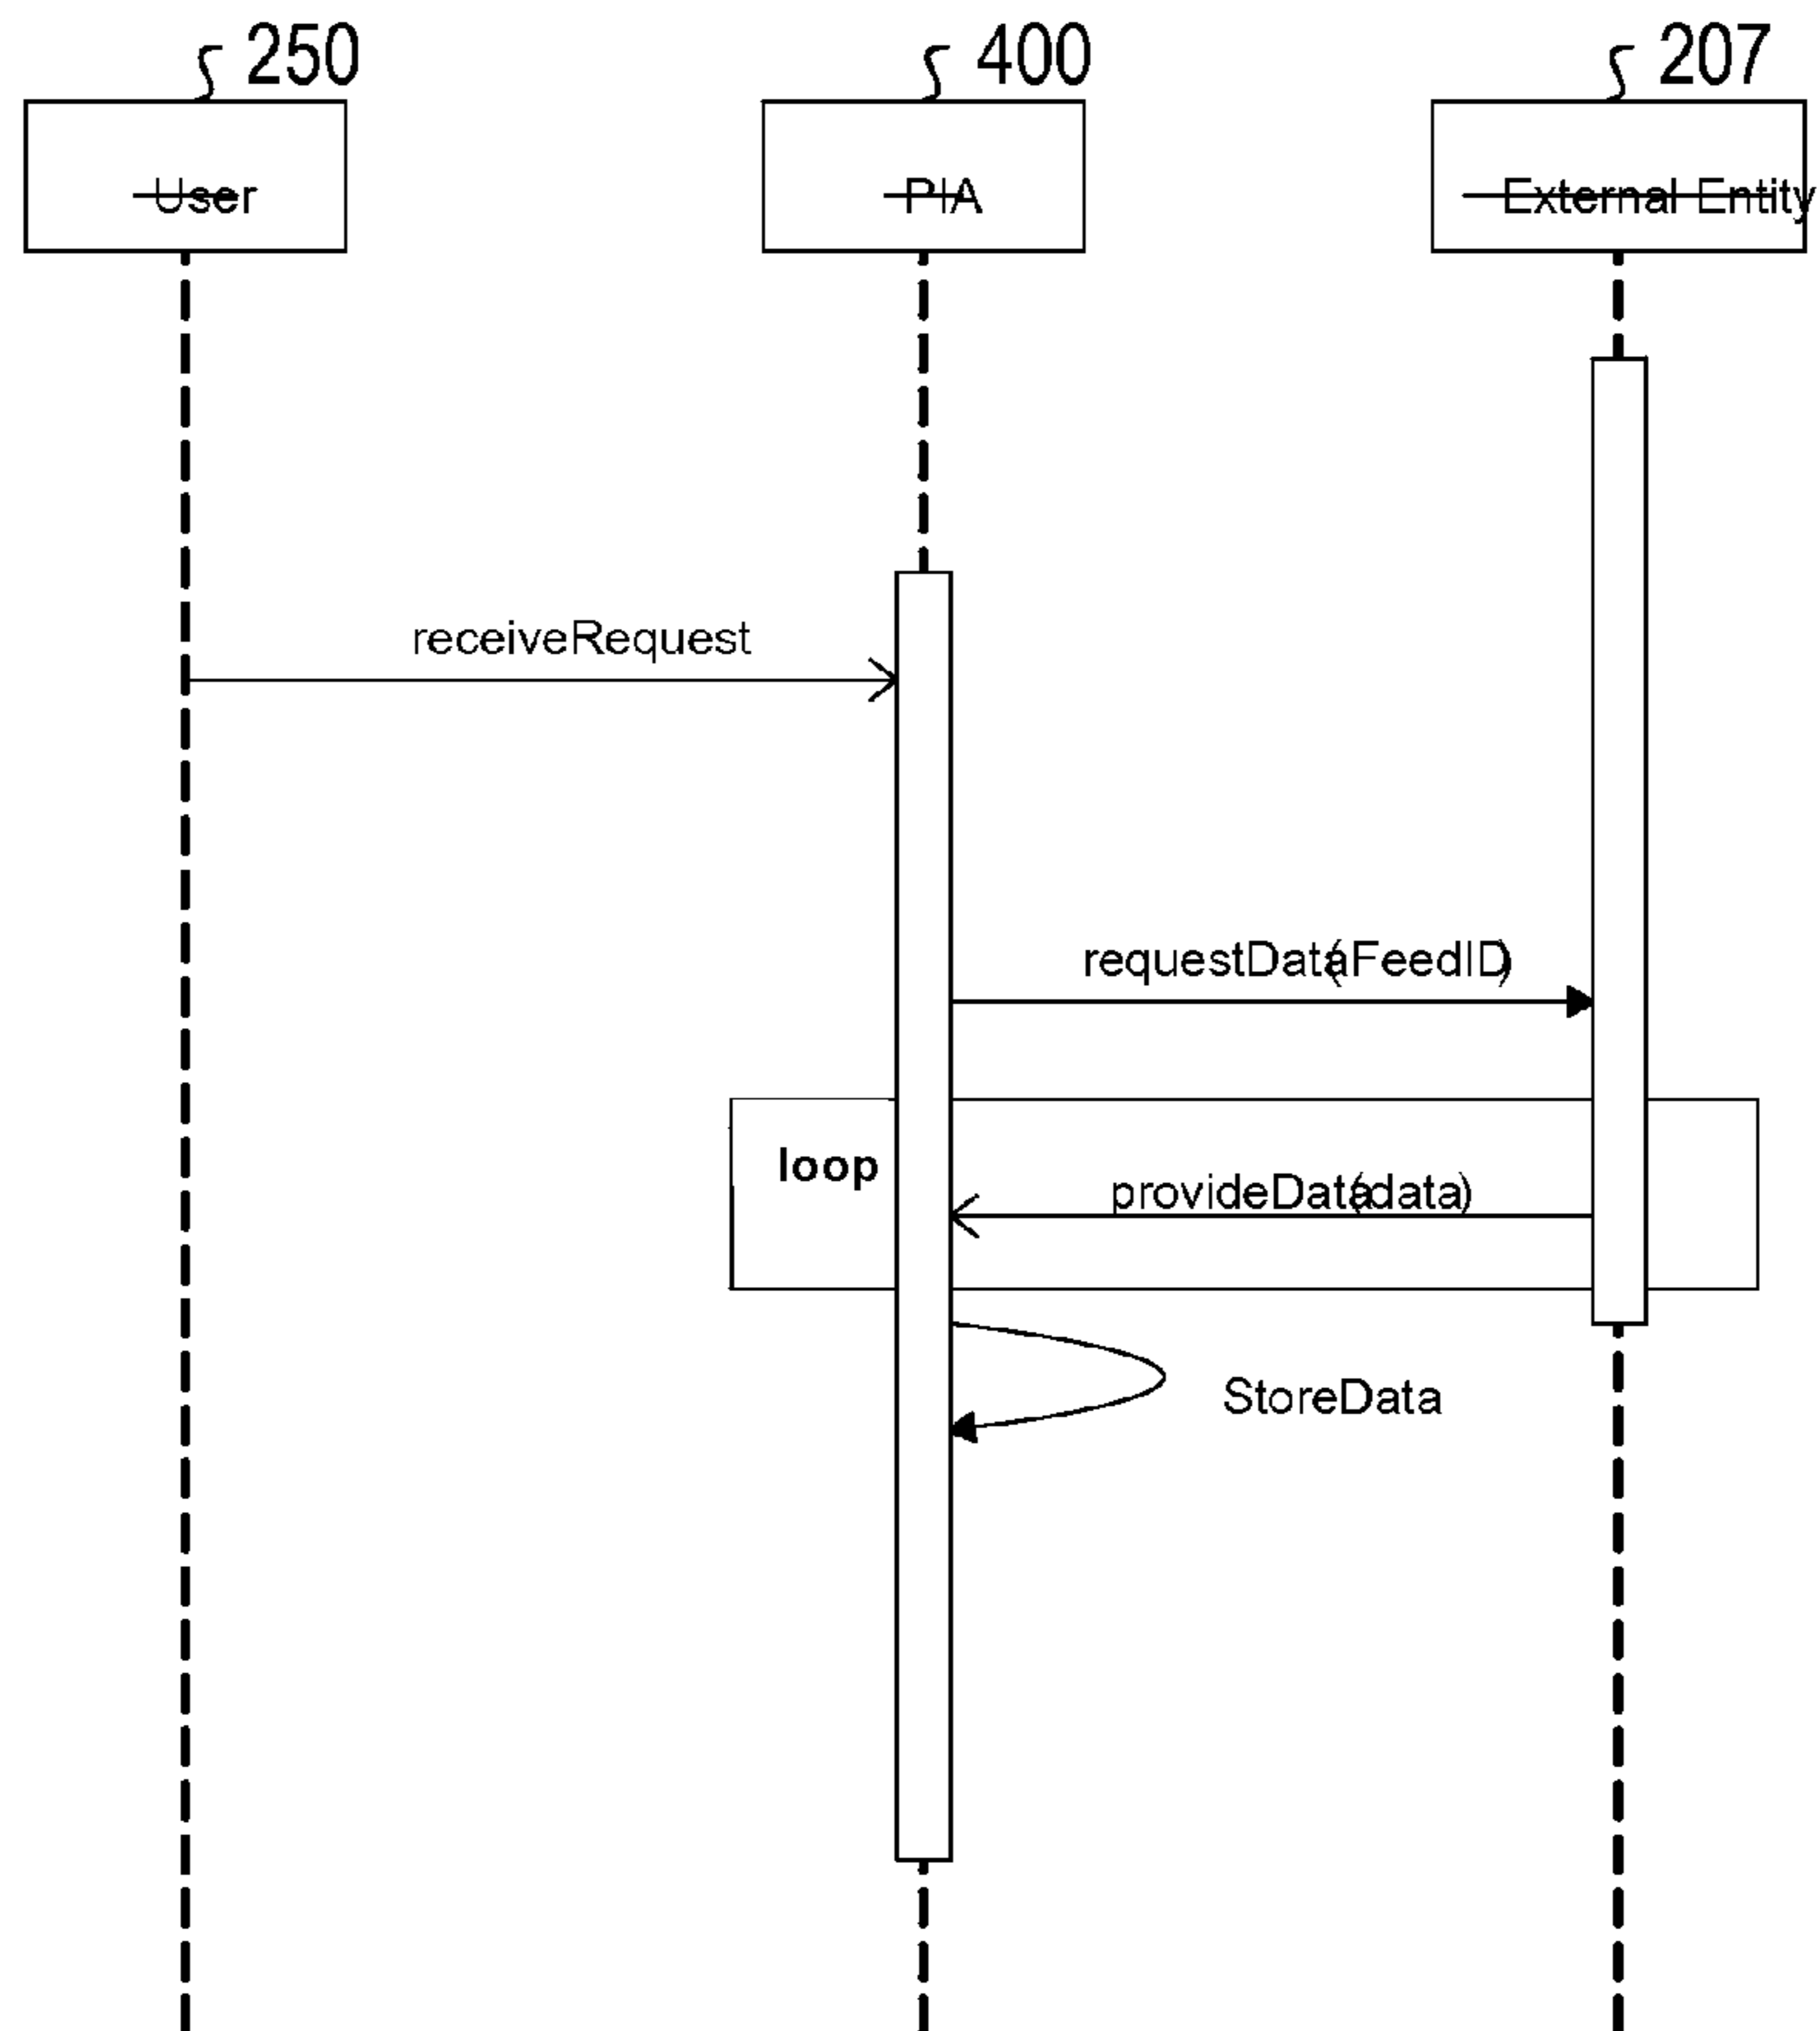 250
400
207
User
PIA
External Entity
receiveRequest
requestData(FeedID)
loop
provideData(data)
StoreData